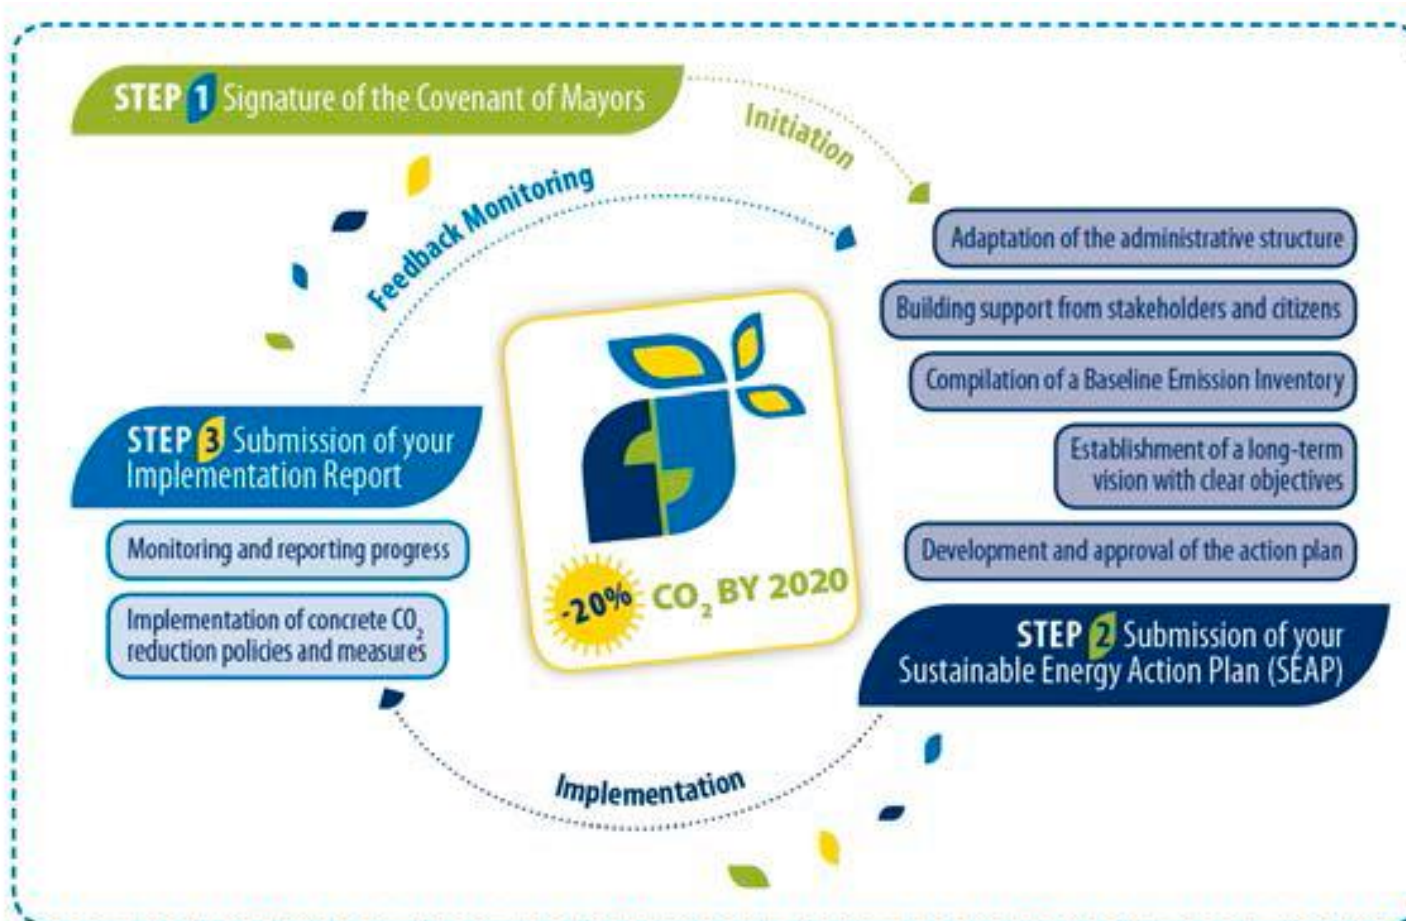 STEP 1 Signature of the Covenant of Mayors
Initiation
Feedback Monitoring
Adaptation of the administrative structure
Building support from stakeholders and citizens
Compilation of a Baseline Emission Inventory
Establishment of a long-term
vision with clear objectives
Development and approval of the action plan
STEP 2 Submission of your
Sustainable Energy Action Plan (SEAP)
Implementation
STEP 3 Submission of your
Implementation Report
Monitoring and reporting progress
Implementation of concrete CO₂
reduction policies and measures
-20% CO₂ BY 2020